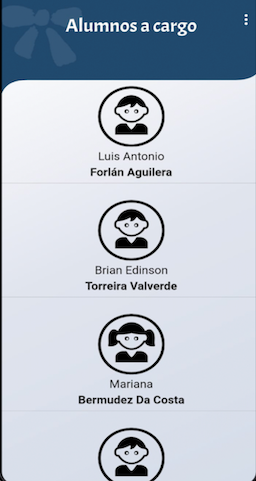 Alumnos a cargo
Luis Antonio
Forlán Aguilera
Brian Edinson
Torreira Valverde
Mariana
Bermudez Da Costa